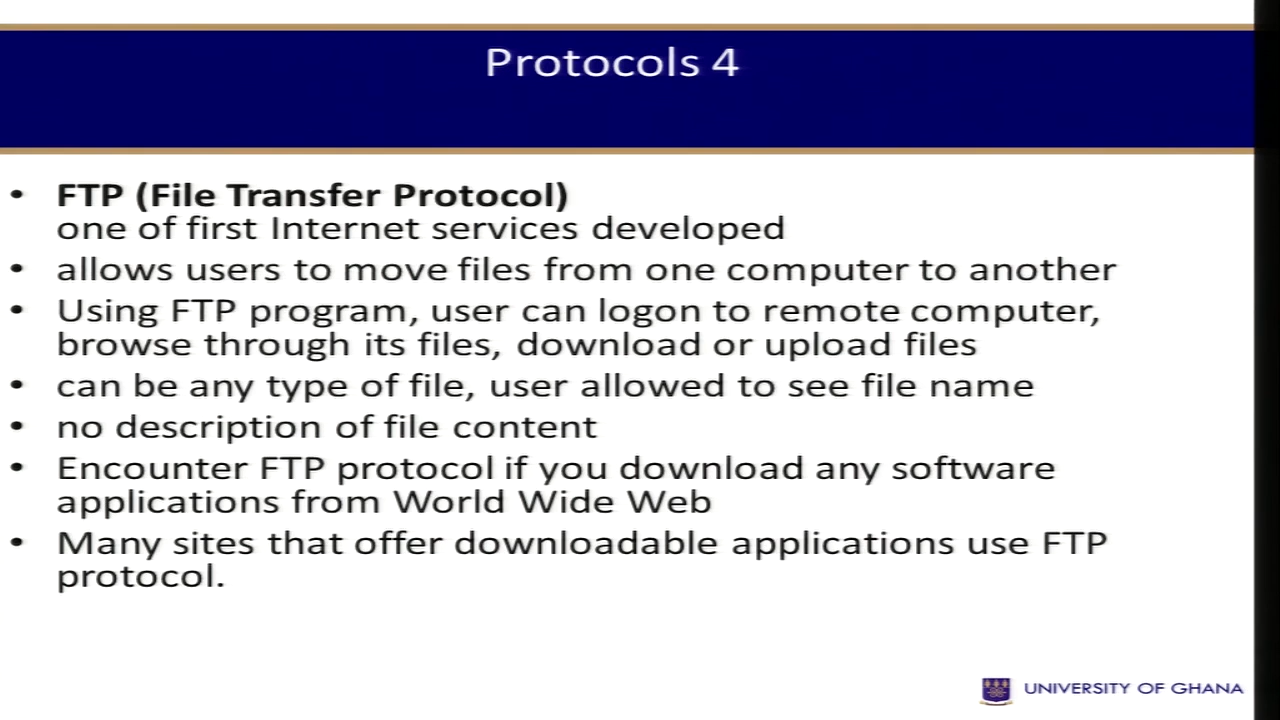 Protocols 4
• FTP (File Transfer Protocol)
one of first Internet services developed
• allows users to move files from one computer to another
• Using FTP program, user can logon to remote computer,
browse through its files, download or upload files
• can be any type of file, user allowed to see file name
• no description of file content
• Encounter FTP protocol if you download any software
applications from World Wide Web
• Many sites that offer downloadable applications use FTP
protocol.
UNIVERSITY OF GHANA